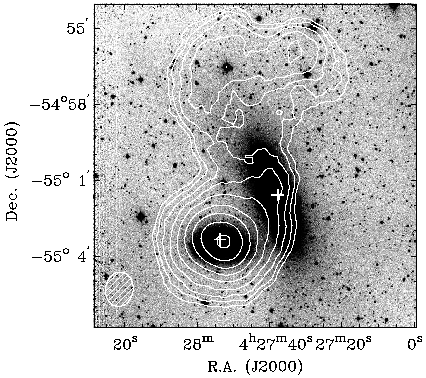 55′
−54° 58′
−55° 1′
−55° 4′
Dec. (J2000)
20ˢ 28ᵐ 4ʰ27ᵐ40ˢ 27ᵐ20ˢ 0ˢ
R.A. (J2000)